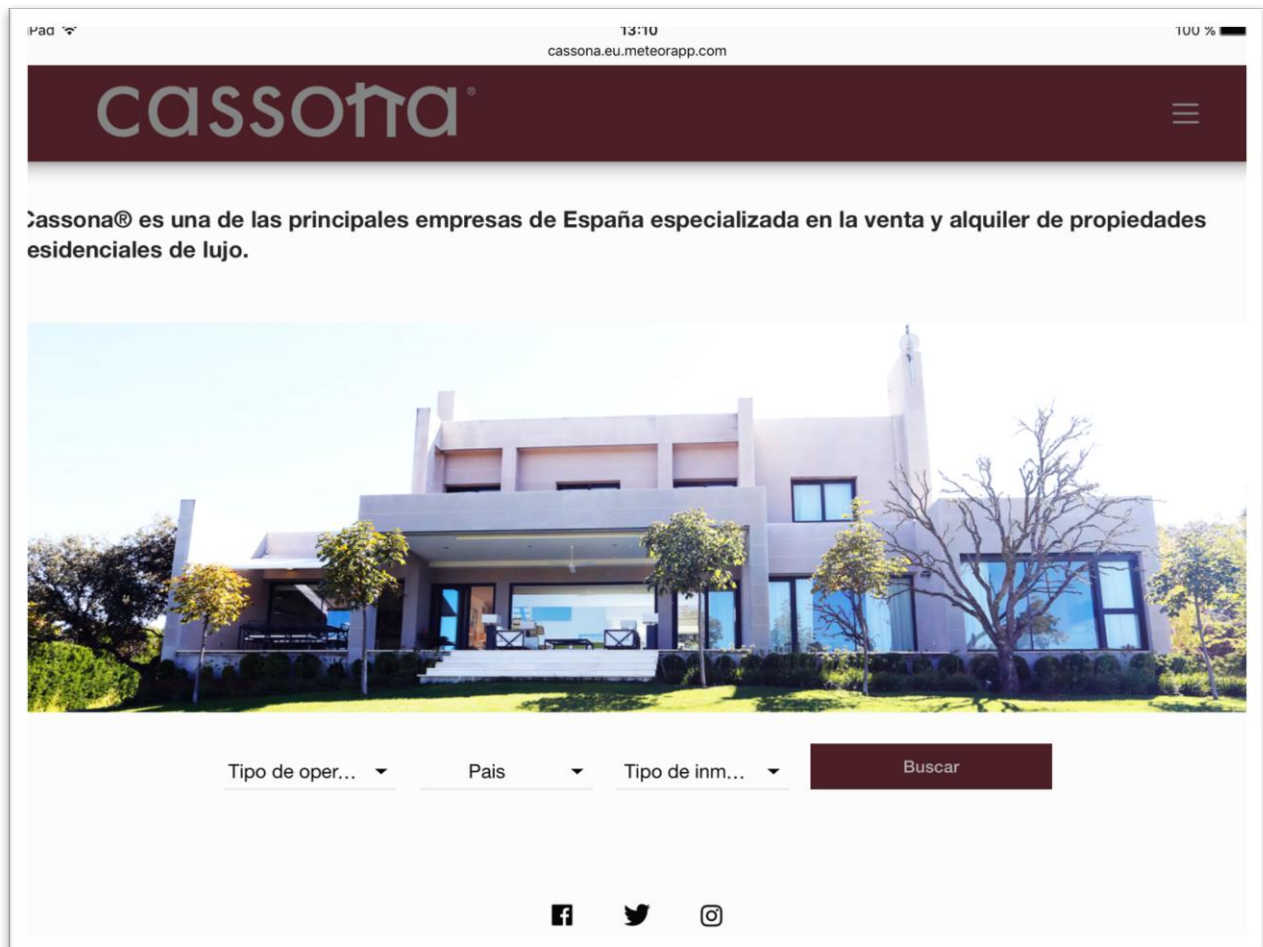 iPad 13:10 100 %
cassona.eu.meteorapp.com
cassona®
Cassona® es una de las principales empresas de España especializada en la venta y alquiler de propiedades
residenciales de lujo.
Tipo de oper... Pais Tipo de inm... Buscar